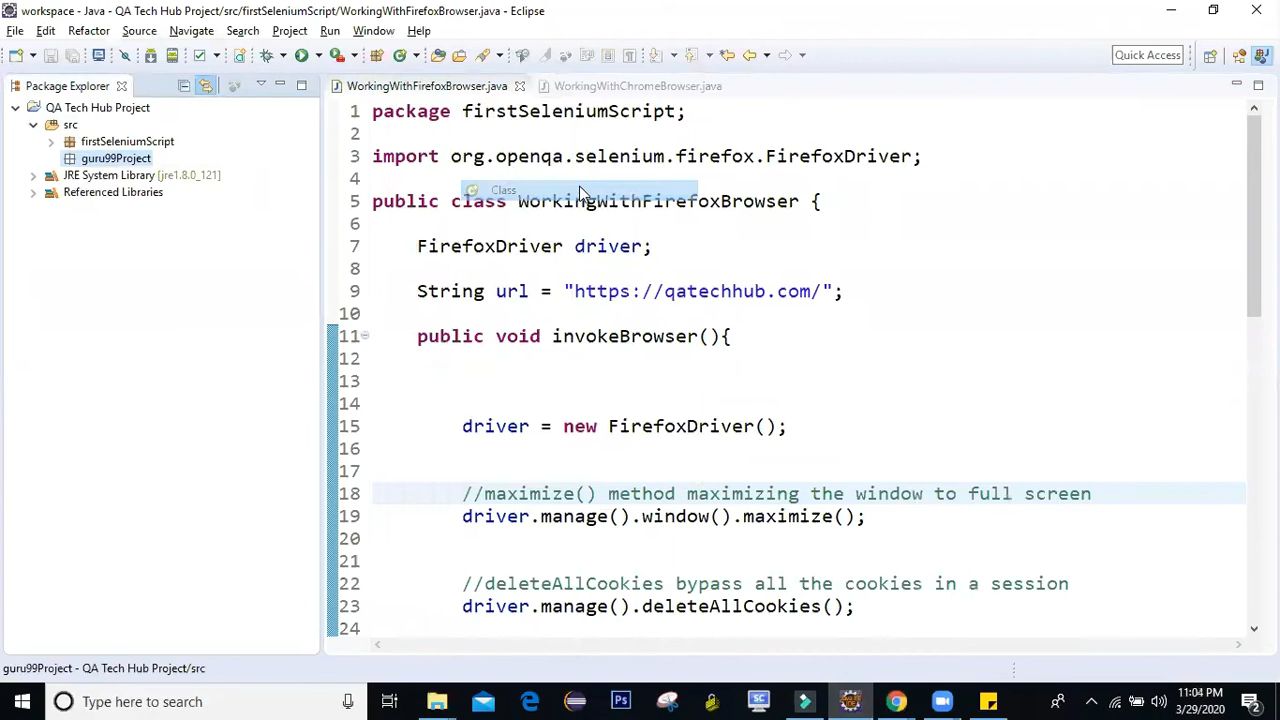 workspace - Java - QA Tech Hub Project/src/firstSeleniumScript/WorkingWithFirefoxBrowser.java - Eclipse
File Edit Refactor Source Navigate Search Project Run Window Help
Quick Access
Package Explorer
WorkingWithFirefoxBrowser.java
WorkingWithChromeBrowser.java
QA Tech Hub Project
src
firstSeleniumScript
guru99Project
JRE System Library [jre1.8.0_121]
Referenced Libraries
1 package firstSeleniumScript;
2
3 import org.openqa.selenium.firefox.FirefoxDriver;
4
Class
5 public class WorkingWithFirefoxBrowser {
6
7 FirefoxDriver driver;
8
9 String url = "https://qatechhub.com/";
10
11 public void invokeBrowser(){
12
13
14
15 driver = new FirefoxDriver();
16
17
18 //maximize() method maximizing the window to full screen
19 driver.manage().window().maximize();
20
21
22 //deleteAllCookies bypass all the cookies in a session
23 driver.manage().deleteAllCookies();
24
guru99Project - QA Tech Hub Project/src
Type here to search
Ps
SC
11:04 PM
3/29/2020
2